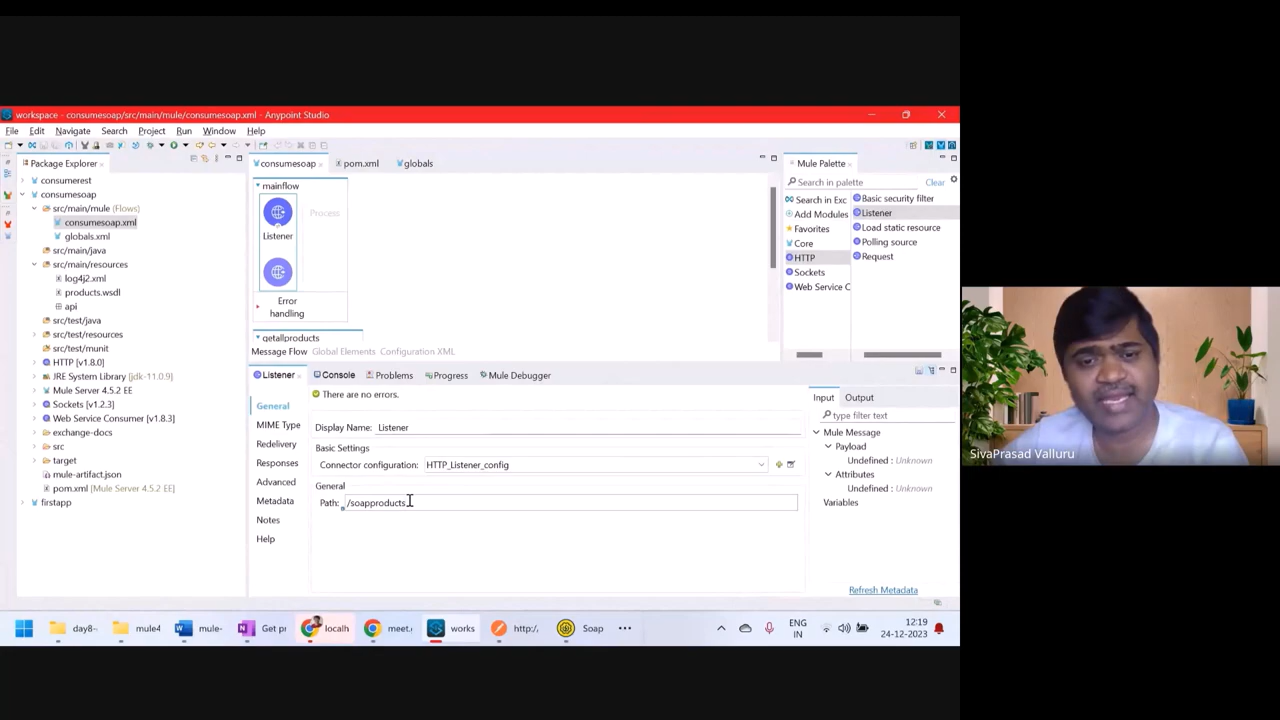 workspace - consumesoap/src/main/mule/consumesoap.xml - Anypoint Studio
File Edit Navigate Search Project Run Window Help
Package Explorer
consumerest
consumesoap
src/main/mule (Flows)
consumesoap.xml
globals.xml
src/main/java
src/main/resources
log4j2.xml
products.wsdl
api
src/test/java
src/test/resources
src/test/munit
HTTP [v1.8.0]
JRE System Library [jdk-11.0.9]
Mule Server 4.5.2 EE
Sockets [v1.2.3]
Web Service Consumer [v1.8.3]
exchange-docs
src
target
mule-artifact.json
pom.xml [Mule Server 4.5.2 EE]
firstapp
consumesoap pom.xml globals
mainflow
Listener
Process
Error
handling
getallproducts
Message Flow Global Elements Configuration XML
Mule Palette
Search in palette Clear
Search in Exc
Add Modules
Favorites
Core
HTTP
Sockets
Web Service C
Basic security filter
Listener
Load static resource
Polling source
Request
Listener Console Problems Progress Mule Debugger
There are no errors.
General
MIME Type
Redelivery
Responses
Advanced
Metadata
Notes
Help
Display Name: Listener
Basic Settings
Connector configuration: HTTP_Listener_config
General
Path: /soapproducts
Input Output
type filter text
Mule Message
Payload
Undefined : Unknown
Attributes
Undefined : Unknown
Variables
Refresh Metadata
SivaPrasad Valluru
day8- mule4 mule- Get pr localh meet. works http:/, Soap
ENG
IN
12:19
24-12-2023